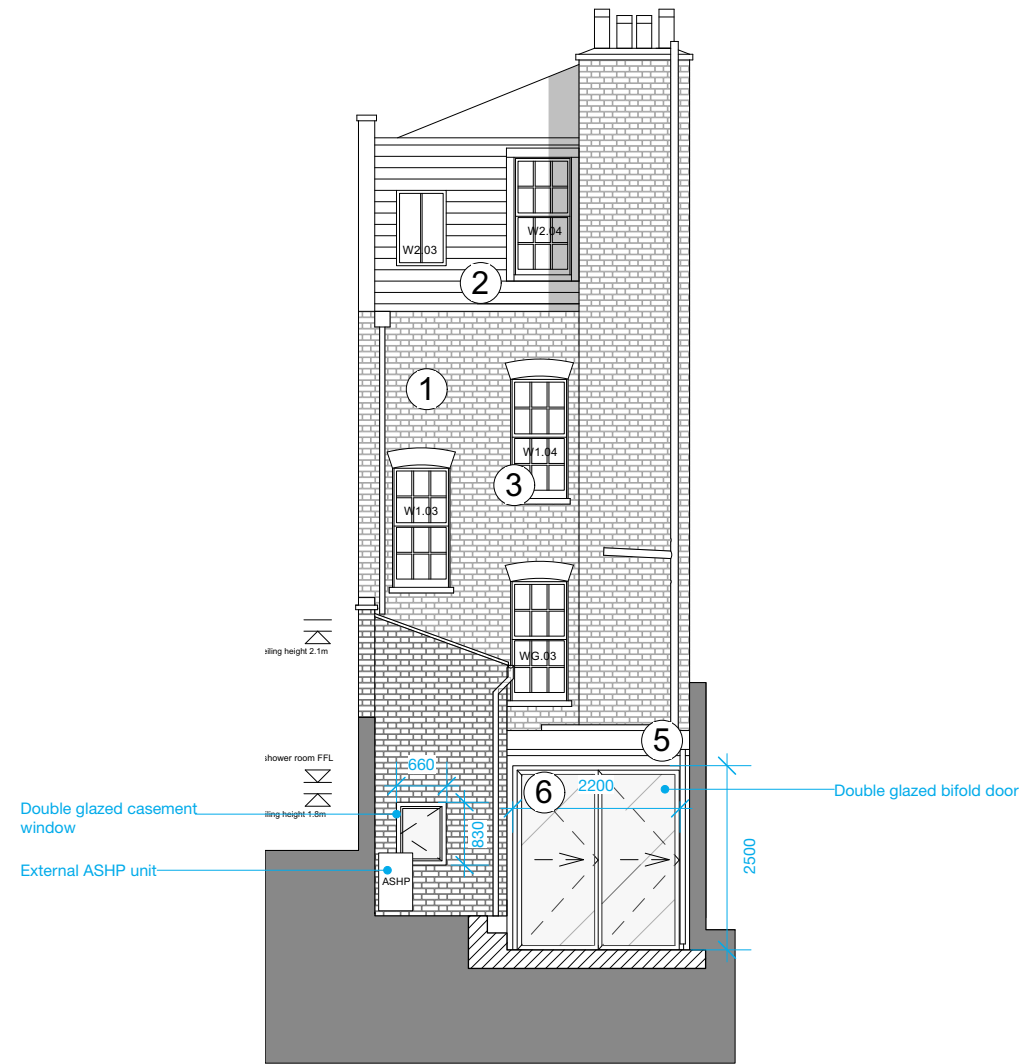 W2.04
W2.03
2
1
W1.04
3
W1.03
WG.03
eiling height 2.1m
5
shower room FFL
660
6
2200
Double glazed bifold door
Double glazed casement
window
eiling height 1.8m
830
2500
External ASHP unit
ASHP